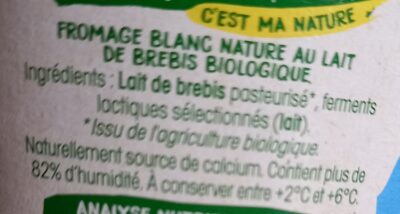 C'EST MA NATURE
FROMAGE BLANC NATURE AU LAIT
DE BREBIS BIOLOGIQUE
Ingrédients : Lait de brebis pasteurisé*, ferments
lactiques sélectionnés (lait).
*Issu de l'agriculture biologique.
Naturellement source de calcium. Contient plus de
82% d'humidité. À conserver entre +2°C et +6°C.
ANALYSE